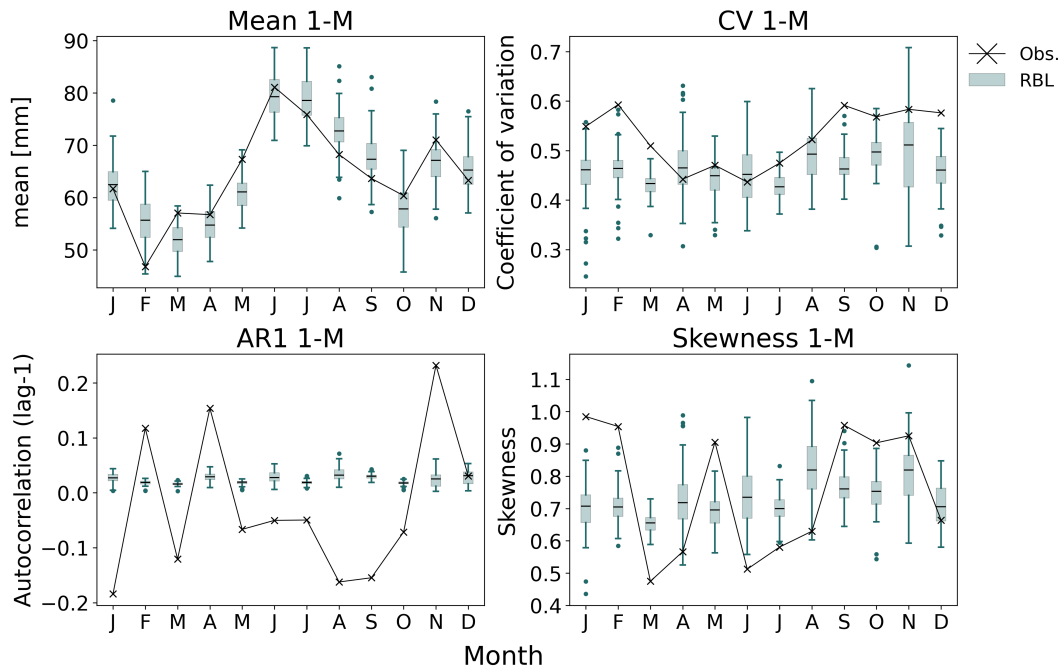 Mean 1-M
CV 1-M
mean [mm]
90
80
70
60
50
J F M A M J J A S O N D
Coefficient of variation
0.7
0.6
0.5
0.4
0.3
J F M A M J J A S O N D
Obs.
RBL
AR1 1-M
Skewness 1-M
Autocorrelation (lag-1)
0.2
0.1
0.0
−0.1
−0.2
J F M A M J J A S O N D
Skewness
1.1
1.0
0.9
0.8
0.7
0.6
0.5
0.4
J F M A M J J A S O N D
Month